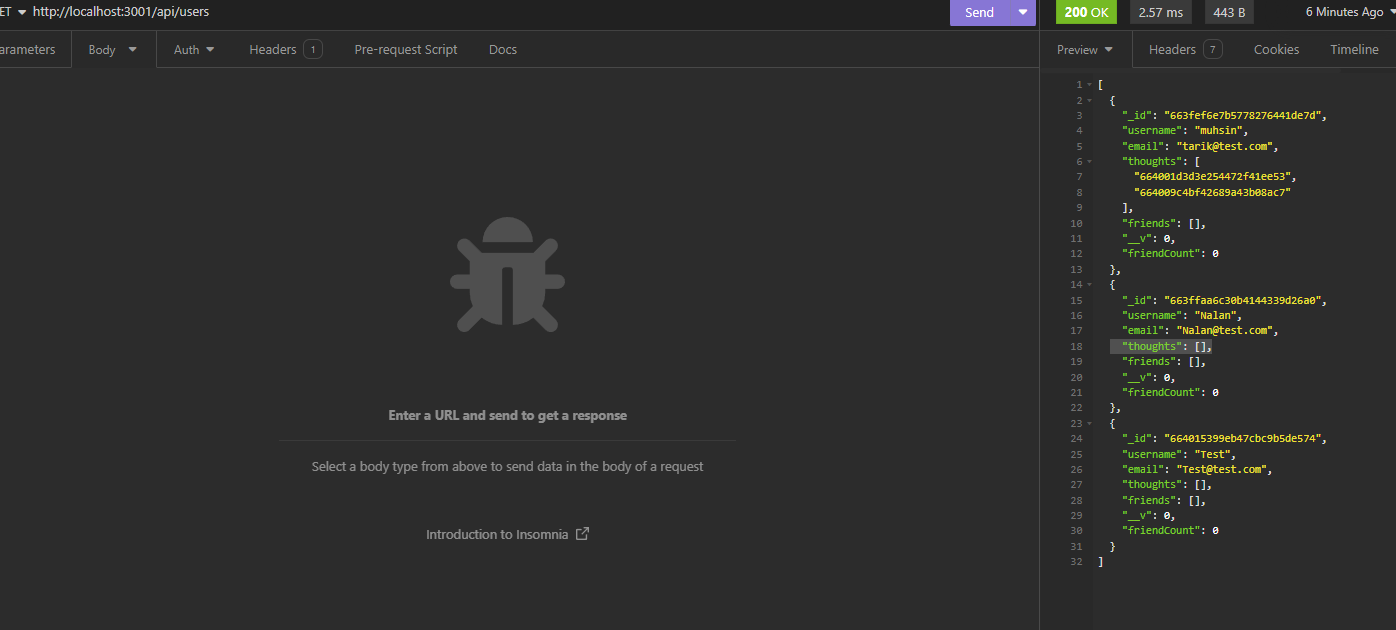 ET http://localhost:3001/api/users Send 200 OK 2.57 ms 443 B 6 Minutes Ago
arameters Body Auth Headers 1 Pre-request Script Docs Preview Headers 7 Cookies Timeline
1 [
2 {
3 "_id": "663fef6e7b5778276441de7d",
4 "username": "muhsin",
5 "email": "tarik@test.com",
6 "thoughts": [
7 "664001d3d3e254472f41ee53",
8 "664009c4bf42689a43b08ac7"
9 ],
10 "friends": [],
11 "__v": 0,
12 "friendCount": 0
13 },
14 {
15 "_id": "663ffaa6c30b4144339d26a0",
16 "username": "Nalan",
17 "email": "Nalan@test.com",
18 "thoughts": [],
19 "friends": [],
20 "__v": 0,
21 "friendCount": 0
22 },
23 {
24 "_id": "664015399eb47cbc9b5de574",
25 "username": "Test",
26 "email": "Test@test.com",
27 "thoughts": [],
28 "friends": [],
29 "__v": 0,
30 "friendCount": 0
31 }
32 ]
Enter a URL and send to get a response
Select a body type from above to send data in the body of a request
Introduction to Insomnia